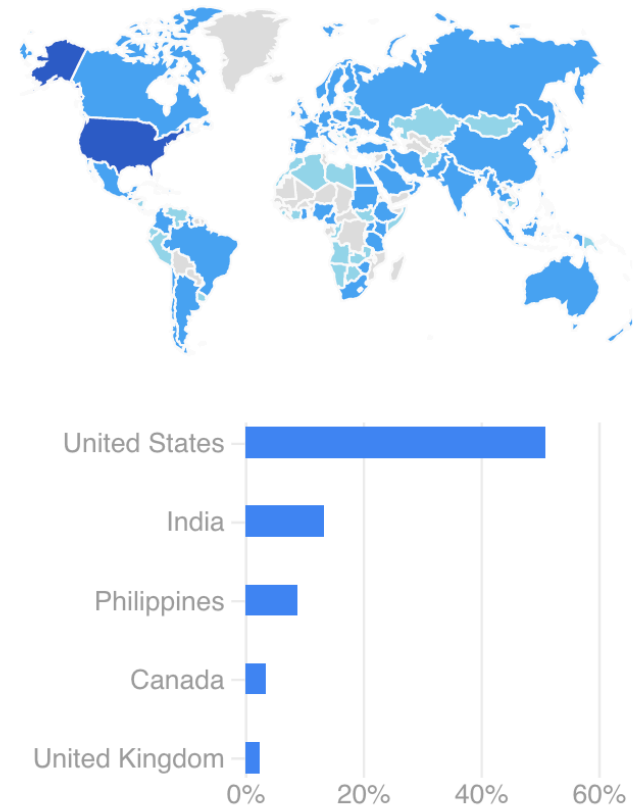 United States
India
Philippines
Canada
United Kingdom
0% 20% 40% 60%